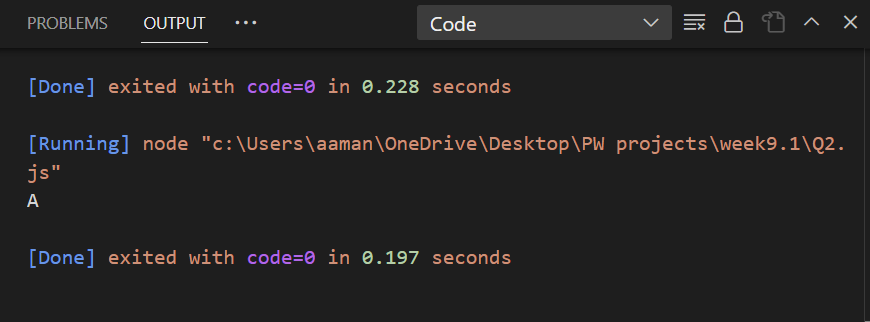 PROBLEMS OUTPUT ··· Code
[Done] exited with code=0 in 0.228 seconds
[Running] node "c:\Users\aaman\OneDrive\Desktop\PW projects\week9.1\Q2.
js"
A
[Done] exited with code=0 in 0.197 seconds